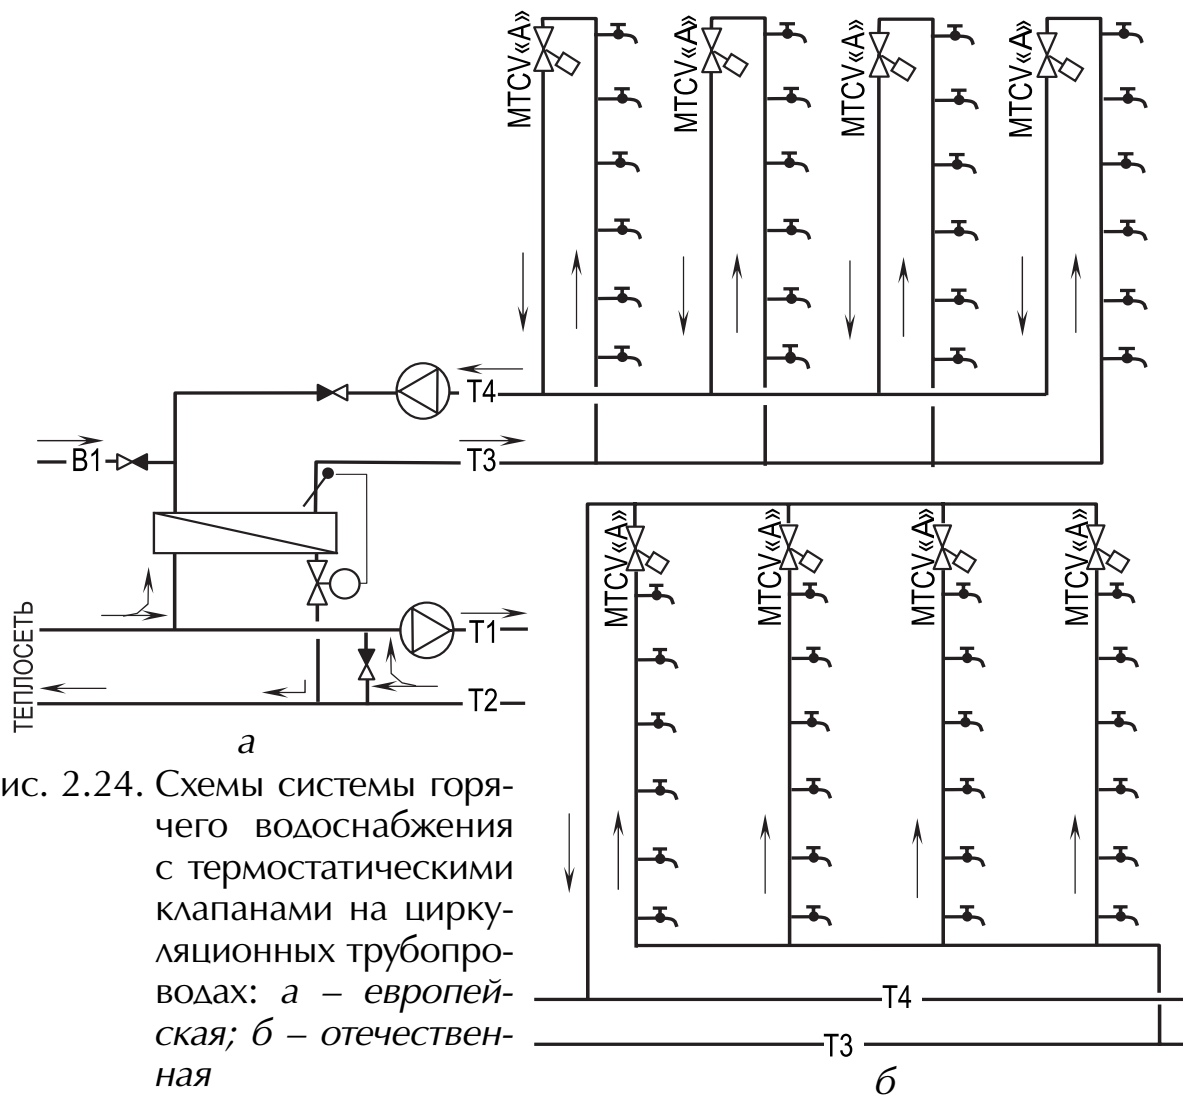 MTCV«A»
MTCV«A»
MTCV«A»
MTCV«A»
T4
B1
T3
ТЕПЛОСЕТЬ
T1
T2
а
MTCV«A»
MTCV«A»
MTCV«A»
MTCV«A»
T4
T3
б
ис. 2.24. Схемы системы горя-
чего водоснабжения
с термостатическими
клапанами на цирку-
ляционных трубопро-
водах: а – европей-
ская; б – отечествен-
ная